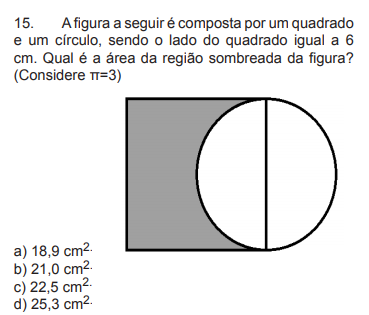 15. A figura a seguir é composta por um quadrado
e um círculo, sendo o lado do quadrado igual a 6
cm. Qual é a área da região sombreada da figura?
(Considere π=3)
a) 18,9 cm².
b) 21,0 cm².
c) 22,5 cm².
d) 25,3 cm².